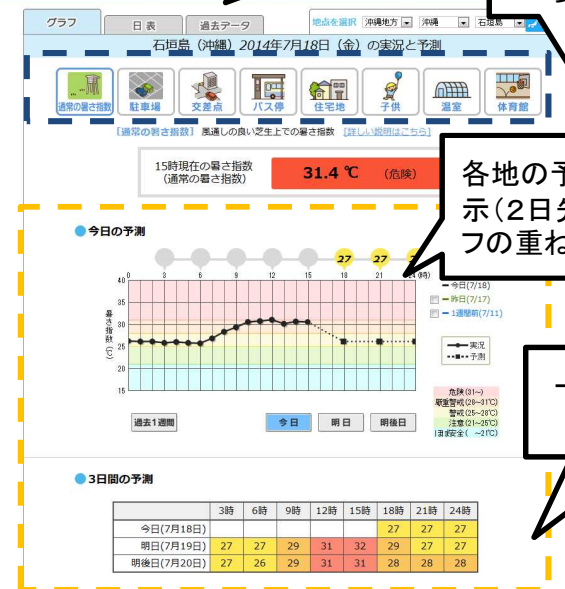 グラフ 日表 過去データ 地点を選択 沖縄地方 沖縄 石垣島
石垣島（沖縄）2014年7月18日（金）の実況と予測
通常の暑さ指数 駐車場 交差点 バス停 住宅地 子供 温室 体育館
[通常の暑さ指数] 風通しの良い芝生上での暑さ指数 [詳しい説明はこちら]
15時現在の暑さ指数
（通常の暑さ指数）
31.4 ℃ （危険）
各地の予
示（2日分
フの重ね
今日の予測
27 27 2
0 3 6 9 12 15 18 21 24(時)
暑さ指数（℃）
40
35
30
25
20
15
今日(7/18)
昨日(7/17)
1週間前(7/11)
実況
予測
危険(31～)
厳重警戒(28～31℃)
警戒(25～28℃)
注意(21～25℃)
ほぼ安全( ～21℃)
過去1週間 今日 明日 明後日
3日間の予測
3時 6時 9時 12時 15時 18時 21時 24時
今日(7月18日) 27 27 27
明日(7月19日) 27 27 29 31 32 29 27 27
明後日(7月20日) 27 26 29 31 31 28 28 28